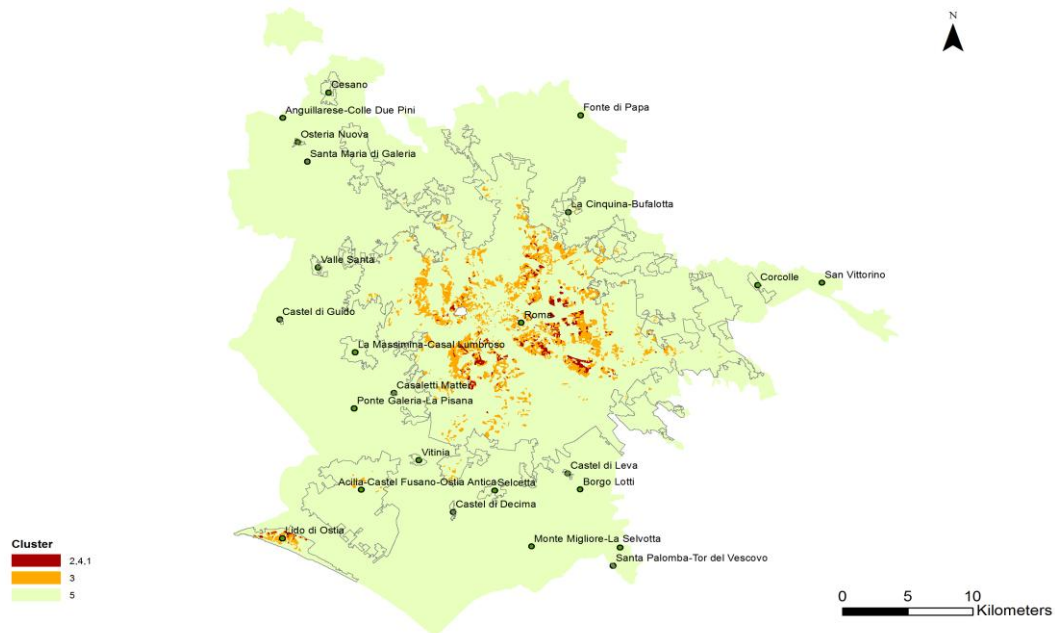 N
Cesano
Anguillarese-Colle Due Pini
Fonte di Papa
Osteria Nuova
Santa Maria di Galeria
La Cinquina-Bufalotta
Valle Santa
Corcolle
San Vittorino
Castel di Guido
Roma
La Massimina-Casal Lumbroso
Casaletti Mattei
Ponte Galeria-La Pisana
Vitinia
Castel di Leva
Acilia-Castel Fusano-Ostia Antica
Selcetta
Borgo Lotti
Castel di Decima
Lido di Ostia
Monte Migliore-La Selvotta
Santa Palomba-Tor del Vescovo
Cluster
2,4,1
3
5
0 5 10
Kilometers